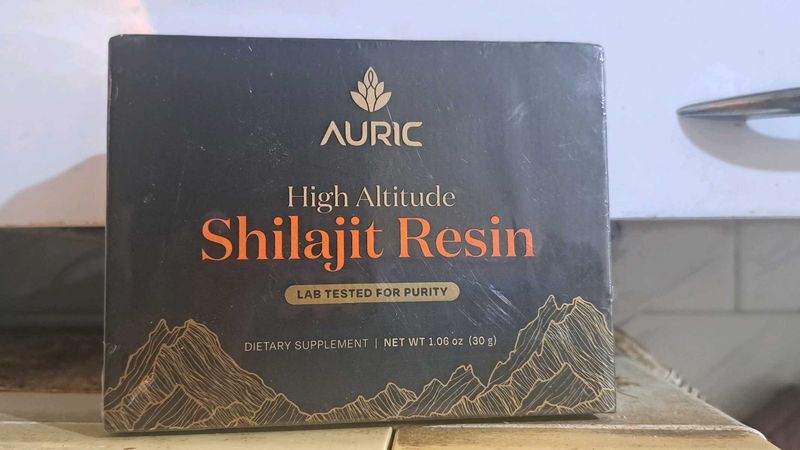 AURIC
High Altitude
Shilajit Resin
LAB TESTED FOR PURITY
DIETARY SUPPLEMENT | NET WT 1.06 oz (30 g)